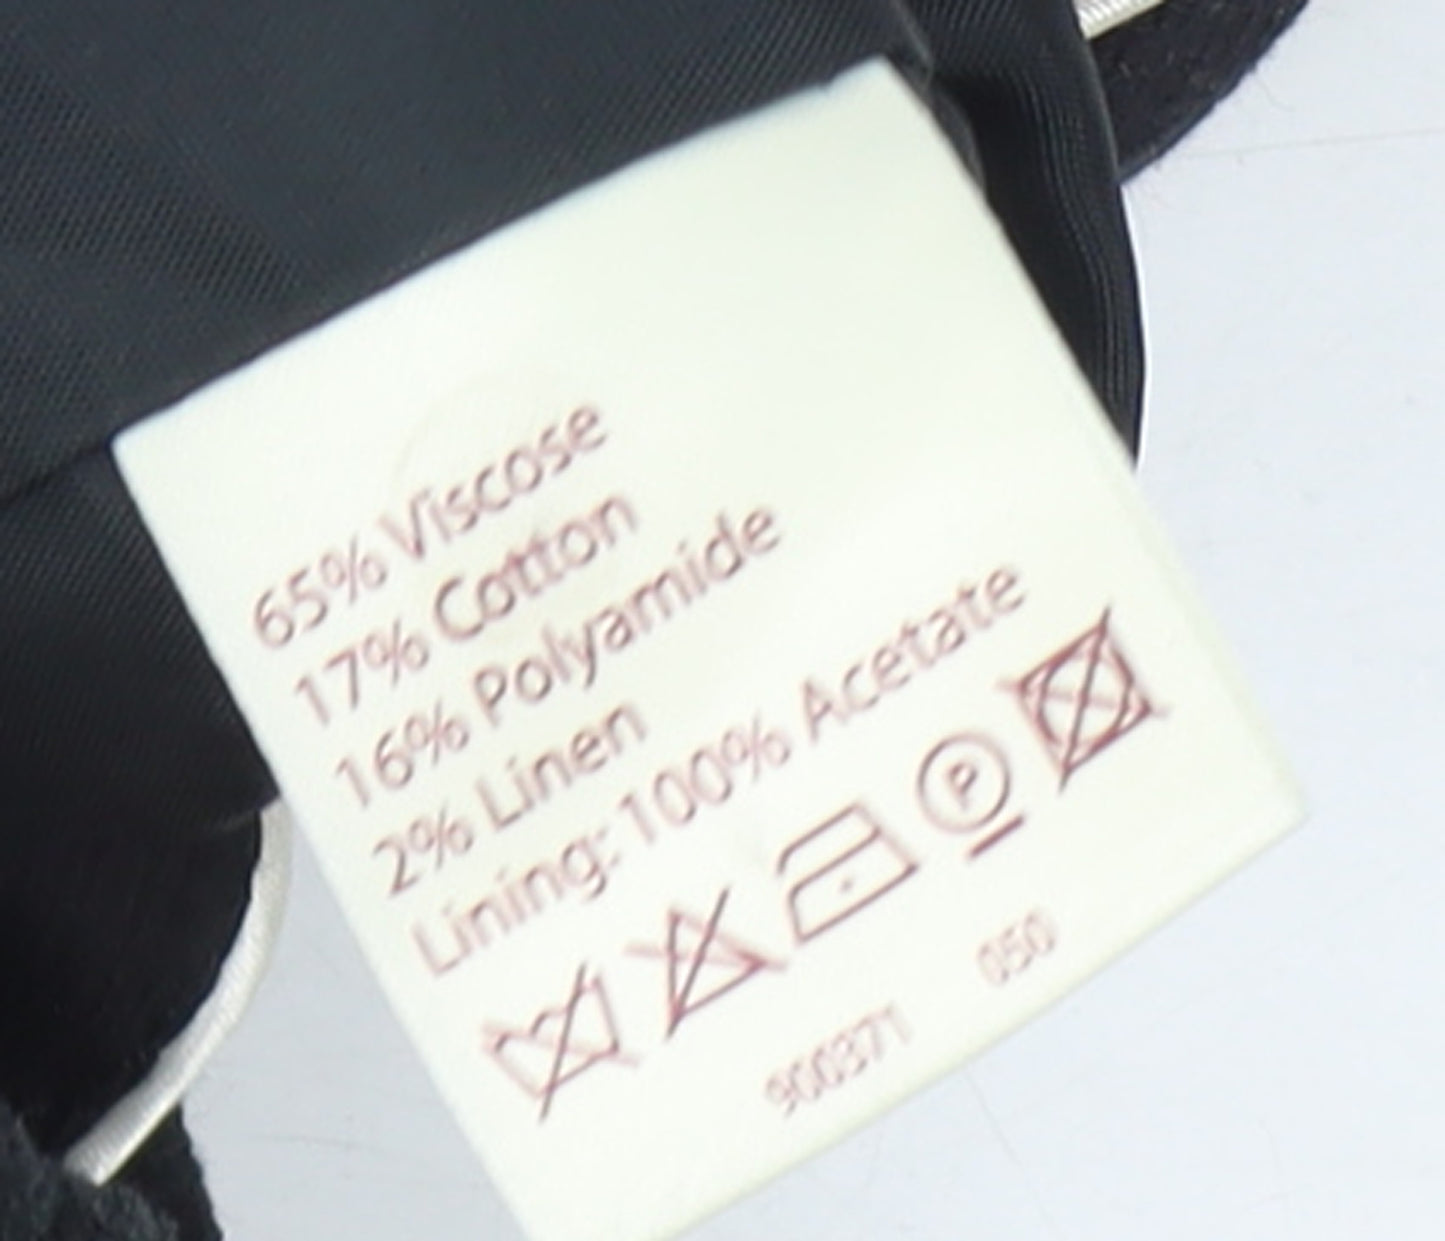 65% Viscose
17% Cotton
16% Polyamide
2% Linen
Lining: 100% Acetate
P
900371 050